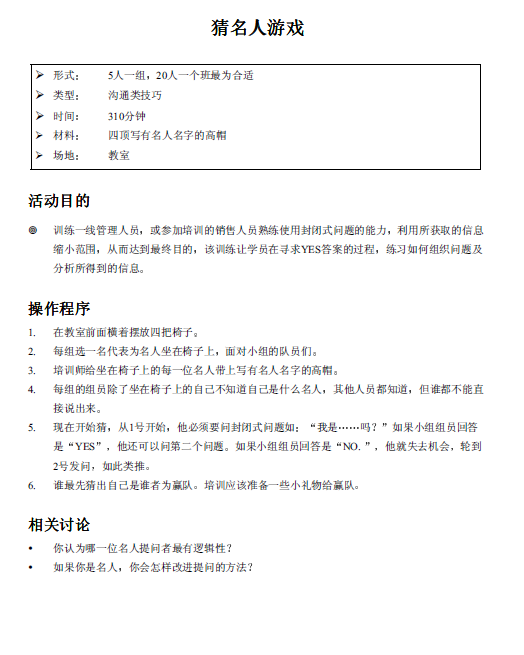 猜名人游戏
➢ 形式： 5人一组，20人一个班最为合适
➢ 类型： 沟通类技巧
➢ 时间： 310分钟
➢ 材料： 四顶写有名人名字的高帽
➢ 场地： 教室
活动目的
训练一线管理人员，或参加培训的销售人员熟练使用封闭式问题的能力，利用所获取的信息
缩小范围，从而达到最终目的，该训练让学员在寻求YES答案的过程，练习如何组织问题及
分析所得到的信息。
操作程序
1. 在教室前面横着摆放四把椅子。
2. 每组选一名代表为名人坐在椅子上，面对小组的队员们。
3. 培训师给坐在椅子上的每一位名人带上写有名人名字的高帽。
4. 每组的组员除了坐在椅子上的自己不知道自己是什么名人，其他人员都知道，但谁都不能直
接说出来。
5. 现在开始猜，从1号开始，他必须要问封闭式问题如；“我是……吗？”如果小组组员回答
是“YES”，他还可以问第二个问题。如果小组组员回答是“NO. ”，他就失去机会，轮到
2号发问，如此类推。
6. 谁最先猜出自己是谁者为赢队。培训应该准备一些小礼物给赢队。
相关讨论
• 你认为哪一位名人提问者最有逻辑性？
• 如果你是名人，你会怎样改进提问的方法？